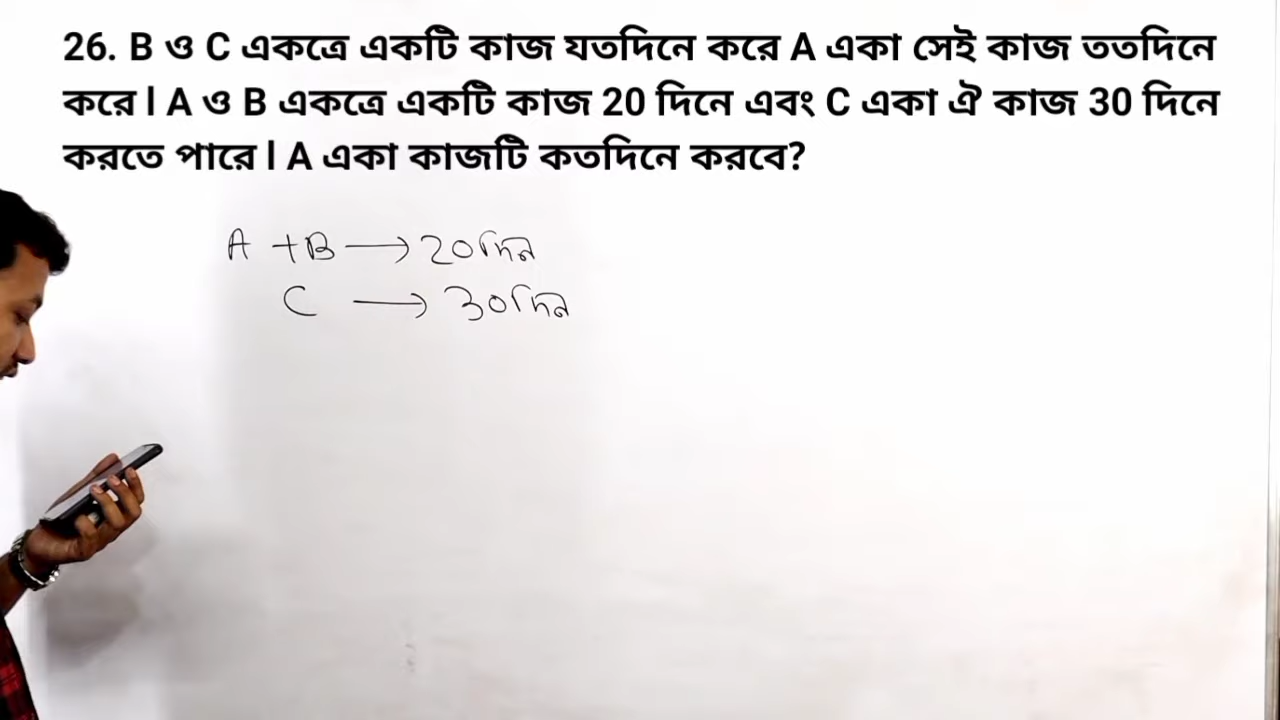 26. B ও C একত্রে একটি কাজ যতদিনে করে A একা সেই কাজ ততদিনে
করে l A ও B একত্রে একটি কাজ 20 দিনে এবং C একা ঐ কাজ 30 দিনে
করতে পারে l A একা কাজটি কতদিনে করবে?
A +B → 20দিন
C → 30দিন